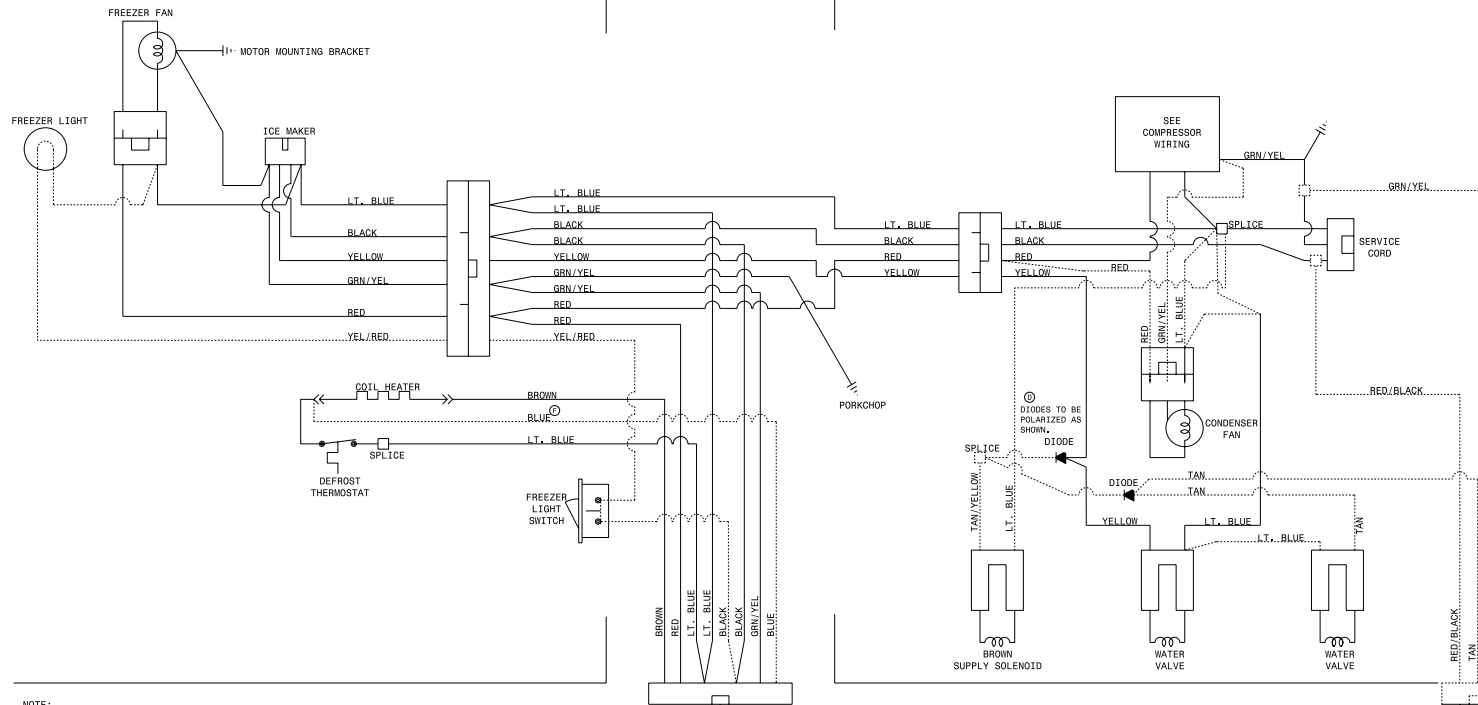 FREEZER FAN
MOTOR MOUNTING BRACKET
FREEZER LIGHT
ICE MAKER
SEE
COMPRESSOR
WIRING
GRN/YEL
GRN/YEL
LT. BLUE
LT. BLUE
LT. BLUE
BLACK
BLACK
BLACK
YELLOW
YELLOW
GRN/YEL
GRN/YEL
GRN/YEL
RED
RED
RED
YEL/RED
YEL/RED
LT. BLUE
BLACK
RED
YELLOW
LT. BLUE
BLACK
RED
YELLOW
RED
SPLICE
SERVICE
CORD
RED
GRN/YEL
LT. BLUE
PORKCHOP
COIL HEATER
BROWN
BLUE
F
LT. BLUE
SPLICE
DEFROST
THERMOSTAT
FREEZER
LIGHT
SWITCH
D
DIODES TO BE
POLARIZED AS
SHOWN.
DIODE
CONDENSER
FAN
RED/BLACK
SPLICE
DIODE
TAN
TAN
TAN/YELLOW
LT. BLUE
YELLOW
LT. BLUE
LT. BLUE
TAN
BROWN
RED
LT. BLUE
LT. BLUE
BLACK
BLACK
GRN/YEL
BLUE
BROWN
SUPPLY SOLENOID
WATER
VALVE
WATER
VALVE
RED/BLACK
TAN
NOTE: